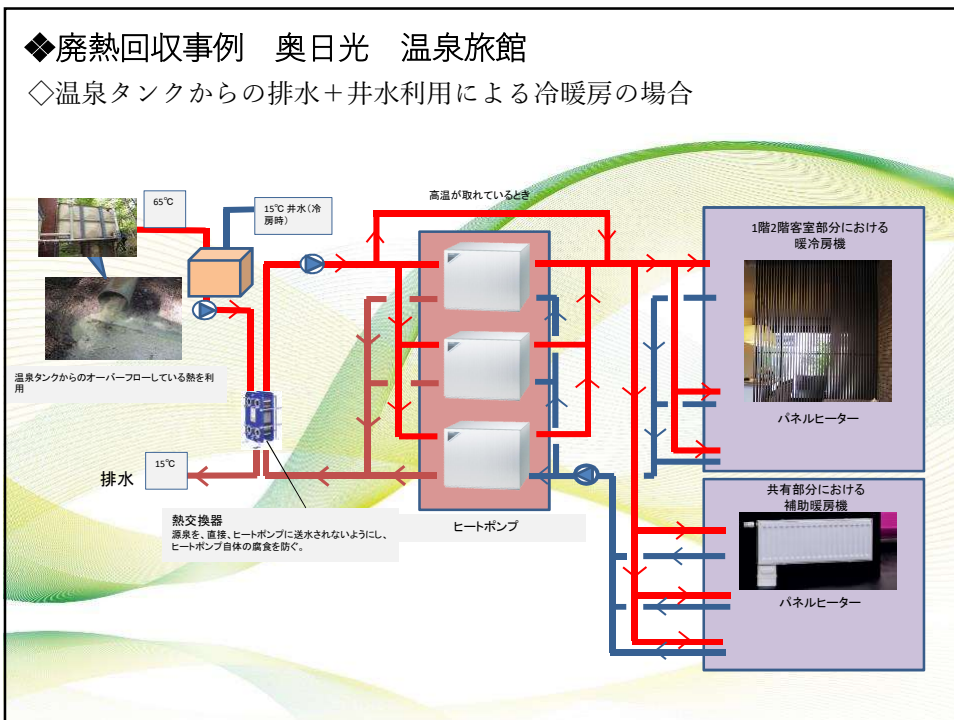 ❖廃熱回収事例　奥日光　温泉旅館
◇温泉タンクからの排水＋井水利用による冷暖房の場合
高温が取れているとき
65℃
15℃ 井水（冷
房時）
1階2階客室部分における
暖冷房機
温泉タンクからのオーバーフローしている熱を利
用
パネルヒーター
排水
15℃
共有部分における
補助暖房機
熱交換器
源泉を、直接、ヒートポンプに送水されないようにし、
ヒートポンプ自体の腐食を防ぐ。
ヒートポンプ
パネルヒーター